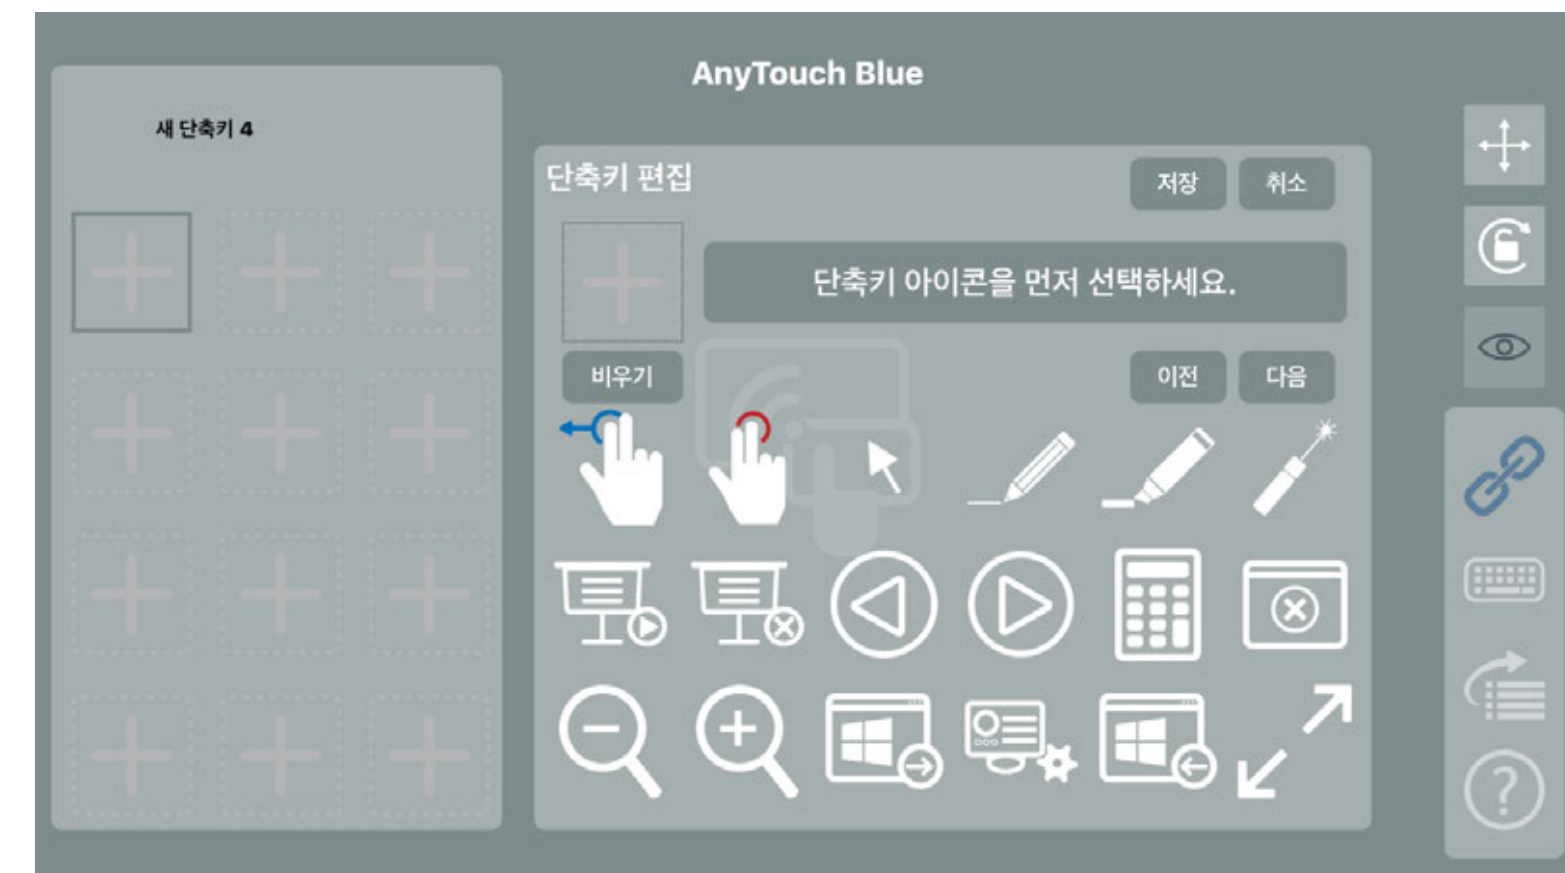 AnyTouch Blue
새 단축키 4
단축키 편집
저장
취소
단축키 아이콘을 먼저 선택하세요.
비우기
이전
다음